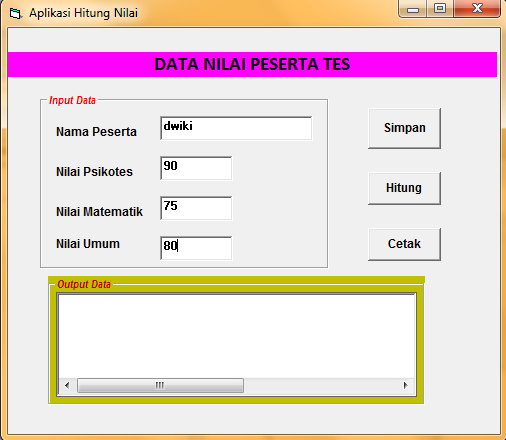 Aplikasi Hitung Nilai
DATA NILAI PESERTA TES
Input Data
Nama Peserta dwiki
Simpan
Nilai Psikotes 90
Hitung
Nilai Matematik 75
Nilai Umum 80
Cetak
Output Data